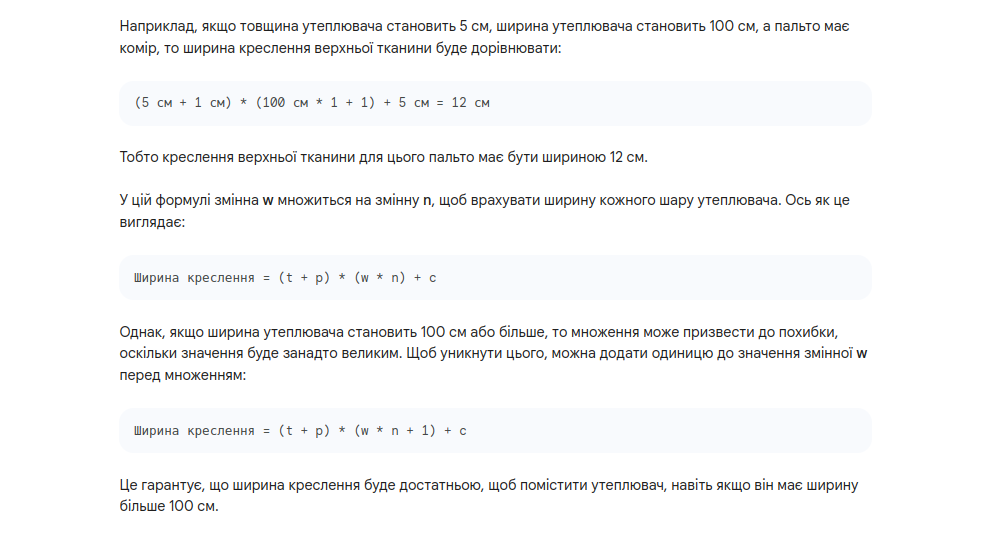 Наприклад, якщо товщина утеплювача становить 5 см, ширина утеплювача становить 100 см, а пальто має
комір, то ширина креслення верхньої тканини буде дорівнювати:
(5 см + 1 см) * (100 см * 1 + 1) + 5 см = 12 см
Тобто креслення верхньої тканини для цього пальто має бути шириною 12 см.
У цій формулі змінна w множиться на змінну n, щоб врахувати ширину кожного шару утеплювача. Ось як це
виглядає:
Ширина креслення = (t + p) * (w * n) + c
Однак, якщо ширина утеплювача становить 100 см або більше, то множення може призвести до похибки,
оскільки значення буде занадто великим. Щоб уникнути цього, можна додати одиницю до значення змінної w
перед множенням:
Ширина креслення = (t + p) * (w * n + 1) + c
Це гарантує, що ширина креслення буде достатньою, щоб помістити утеплювач, навіть якщо він має ширину
більше 100 см.